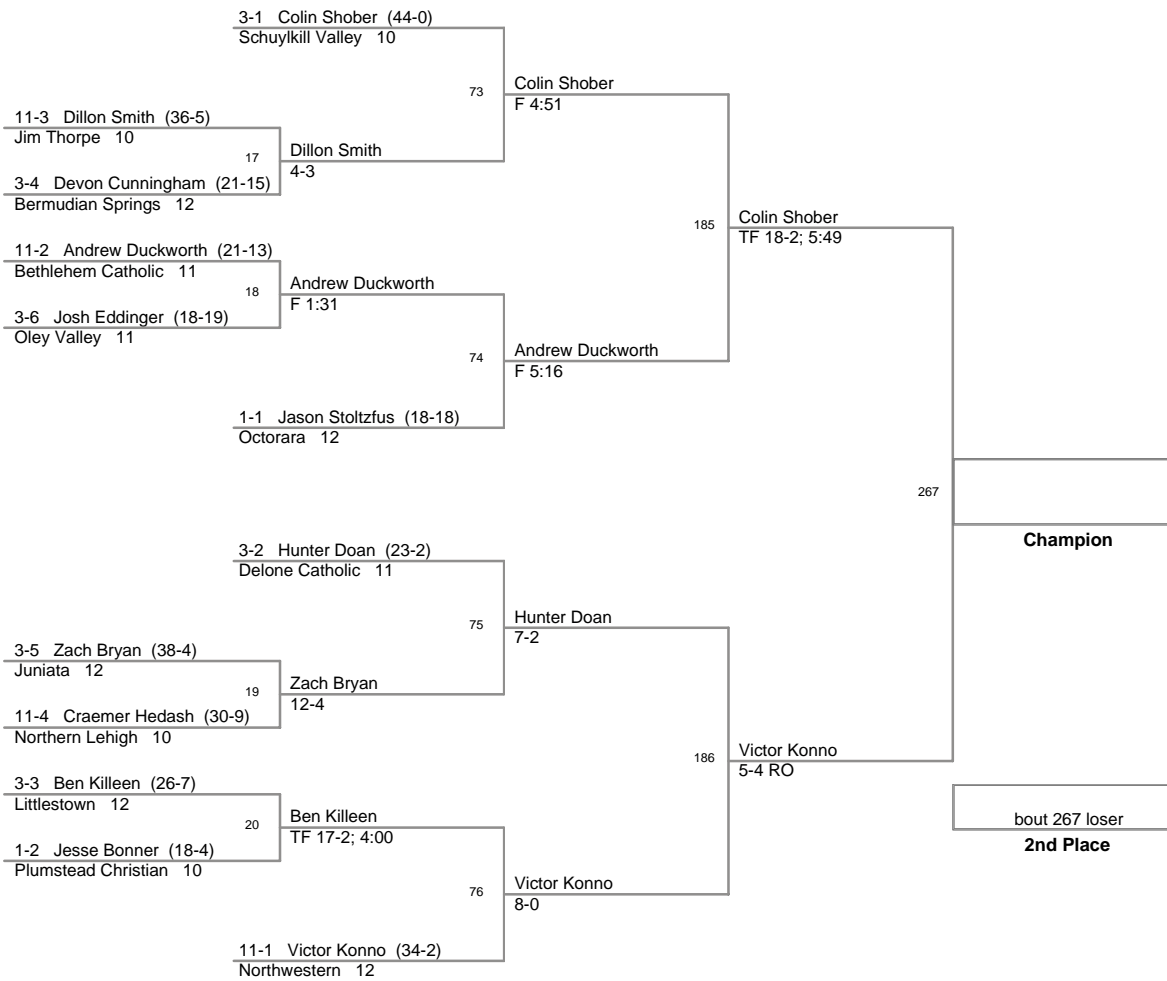 3-1 Colin Shober (44-0)
Schuylkill Valley 10
73
Colin Shober
F 4:51
11-3 Dillon Smith (36-5)
Jim Thorpe 10
17
Dillon Smith
4-3
3-4 Devon Cunningham (21-15)
Bermudian Springs 12
185
Colin Shober
TF 18-2; 5:49
11-2 Andrew Duckworth (21-13)
Bethlehem Catholic 11
18
Andrew Duckworth
F 1:31
3-6 Josh Eddinger (18-19)
Oley Valley 11
74
Andrew Duckworth
F 5:16
1-1 Jason Stoltzfus (18-18)
Octorara 12
267
Champion
3-2 Hunter Doan (23-2)
Delone Catholic 11
75
Hunter Doan
7-2
3-5 Zach Bryan (38-4)
Juniata 12
19
Zach Bryan
12-4
11-4 Craemer Hedash (30-9)
Northern Lehigh 10
186
Victor Konno
5-4 RO
3-3 Ben Killeen (26-7)
Littlestown 12
20
Ben Killeen
TF 17-2; 4:00
1-2 Jesse Bonner (18-4)
Plumstead Christian 10
bout 267 loser
2nd Place
76
Victor Konno
8-0
11-1 Victor Konno (34-2)
Northwestern 12